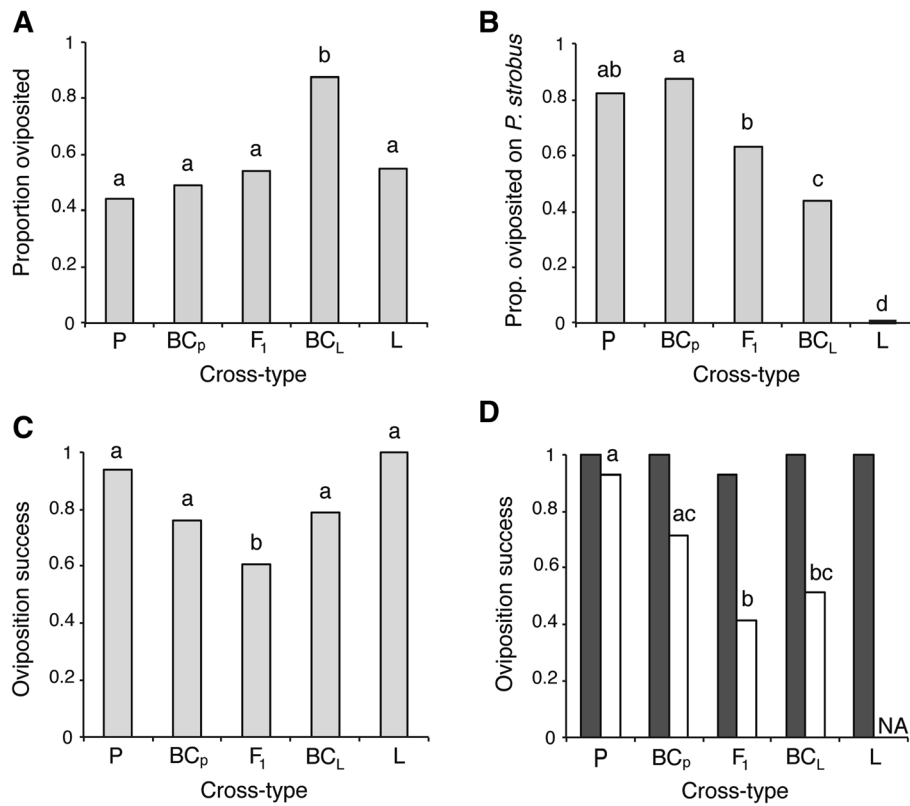 A
Proportion oviposited
1
0.8
0.6
0.4
0.2
0
a
a
a
b
a
P
BCp
F1
BCL
L
Cross-type
B
Prop. oviposited on P. strobus
1
0.8
0.6
0.4
0.2
0
ab
a
b
c
d
P
BCp
F1
BCL
L
Cross-type
C
Oviposition success
1
0.8
0.6
0.4
0.2
0
a
a
b
a
a
P
BCp
F1
BCL
L
Cross-type
D
Oviposition success
1
0.8
0.6
0.4
0.2
0
a
ac
b
bc
NA
P
BCp
F1
BCL
L
Cross-type